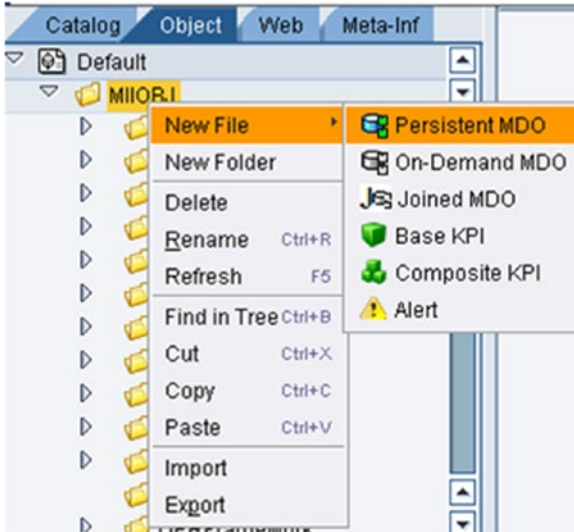 Catalog Object Web Meta-Inf
Default
MIIOBJ
New File
New Folder
Delete
Rename Ctrl+R
Refresh F5
Find in Tree Ctrl+B
Cut Ctrl+X
Copy Ctrl+C
Paste Ctrl+V
Import
Export
Persistent MDO
On-Demand MDO
Joined MDO
Base KPI
Composite KPI
Alert